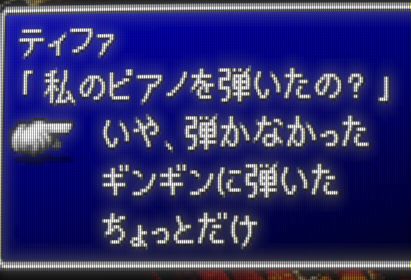 ティファ
「私のピアノを弾いたの?」
いや、弾かなかった
ギンギンに弾いた
ちょっとだけ